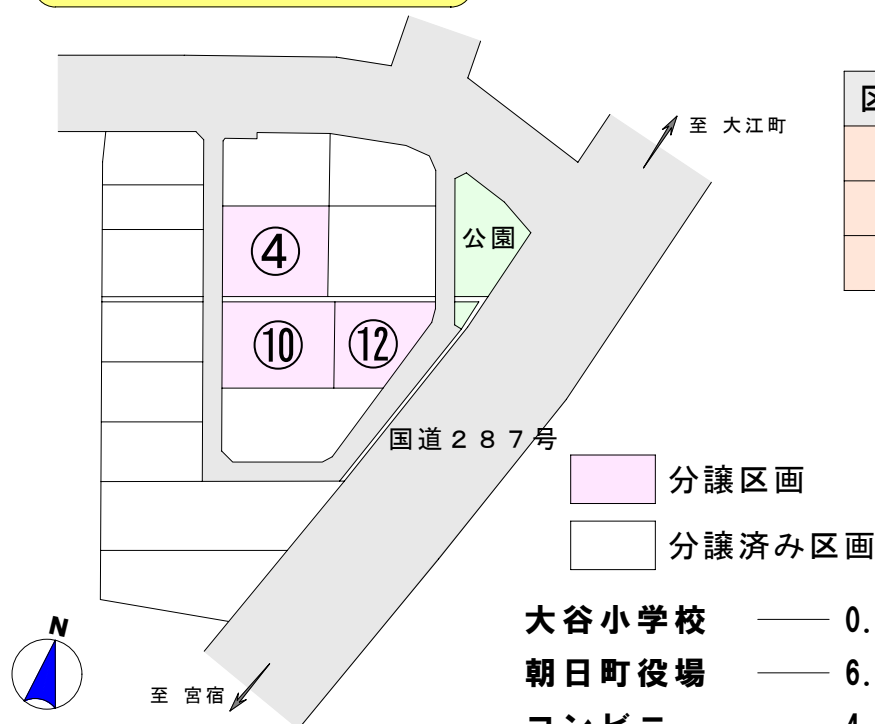 至 大江町
公園
④
⑩
⑫
国道２８７号
分譲区画
分譲済み区画
大谷小学校 ―― 0.
朝日町役場 ―― 6.
N
至 宮宿